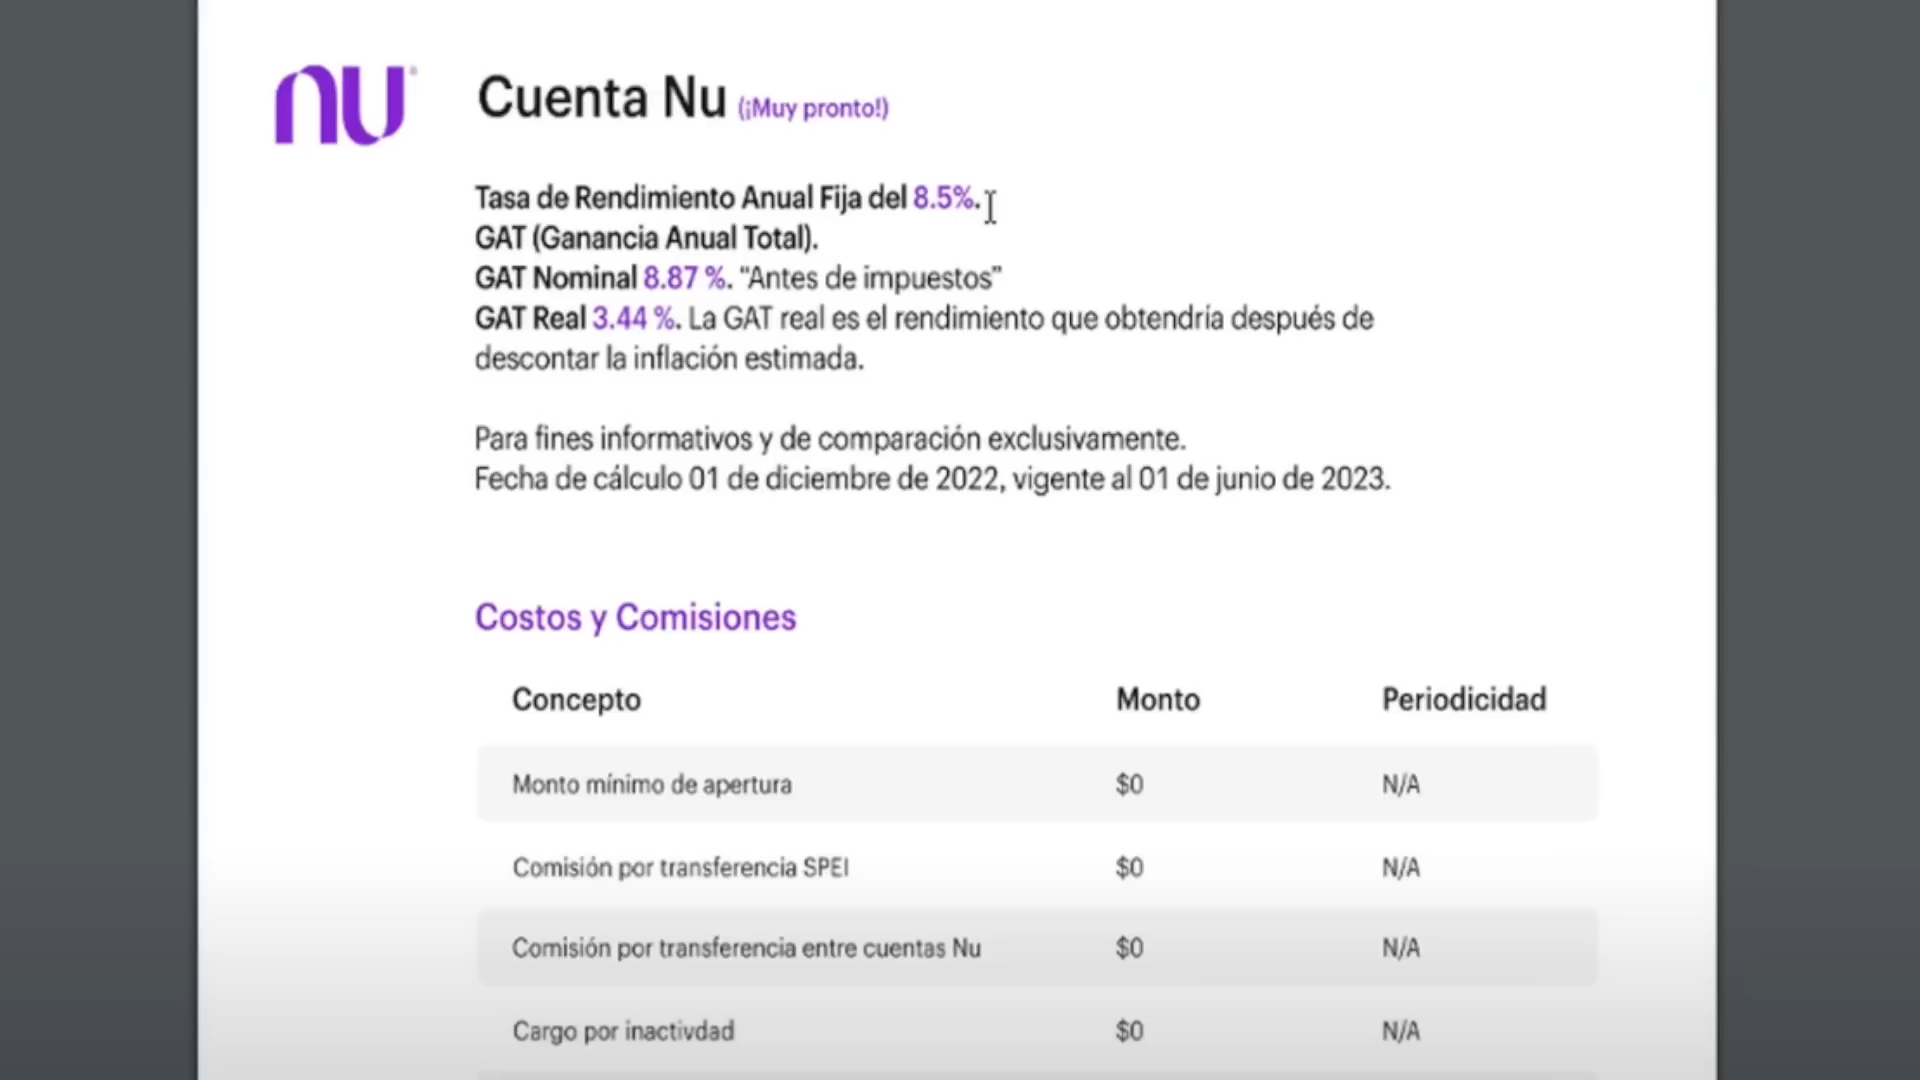 nu
Cuenta Nu (¡Muy pronto!)
Tasa de Rendimiento Anual Fija del 8.5%.
GAT (Ganancia Anual Total).
GAT Nominal 8.87 %. "Antes de impuestos"
GAT Real 3.44 %. La GAT real es el rendimiento que obtendría después de
descontar la inflación estimada.
Para fines informativos y de comparación exclusivamente.
Fecha de cálculo 01 de diciembre de 2022, vigente al 01 de junio de 2023.
Costos y Comisiones
Concepto Monto Periodicidad
Monto mínimo de apertura $0 N/A
Comisión por transferencia SPEI $0 N/A
Comisión por transferencia entre cuentas Nu $0 N/A
Cargo por inactivdad $0 N/A